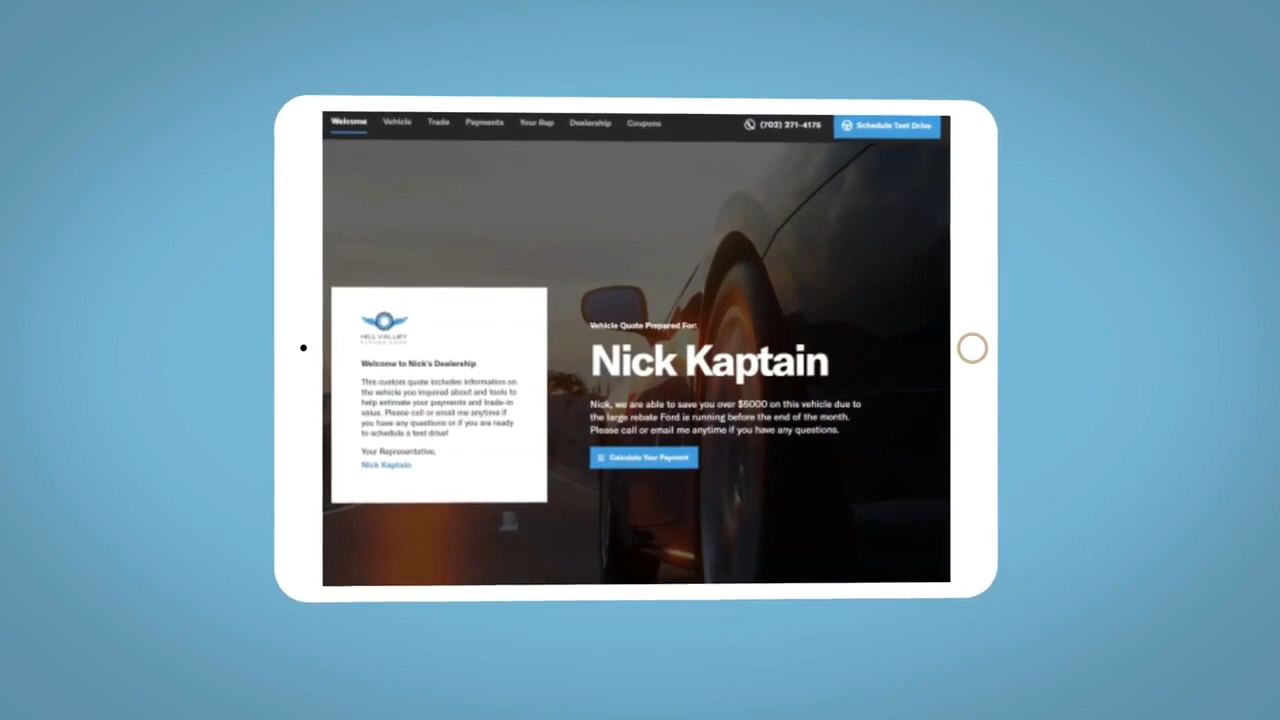 Welcome Vehicle Trade Payments Your Rep Dealership Coupons (702) 271-4175 Schedule Test Drive
HILL VALLEY
FUTURE FORD
Welcome to Nick's Dealership
This custom quote includes information on
the vehicle you inquired about and tools to
help estimate your payments and trade-in
value. Please call or email me anytime if
you have any questions or if you are ready
to schedule a test drive!
Your Representative,
Nick Kaptain
Vehicle Quote Prepared For:
Nick Kaptain
Nick, we are able to save you over $5000 on this vehicle due to
the large rebate Ford is running before the end of the month.
Please call or email me anytime if you have any questions.
Calculate Your Payment